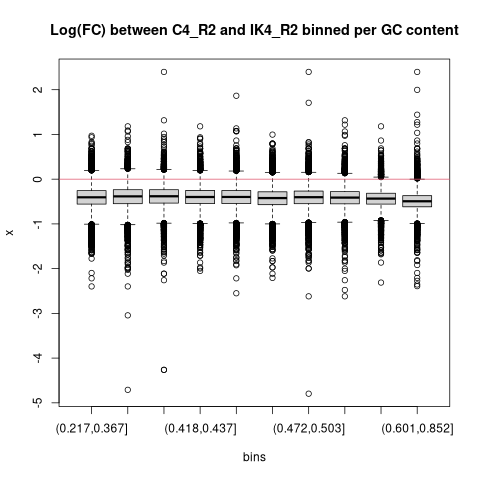 Log(FC) between C4_R2 and IK4_R2 binned per GC content
2
1
0
-1
-2
-3
-4
-5
x
(0.217,0.367] (0.418,0.437] (0.472,0.503] (0.601,0.852]
bins